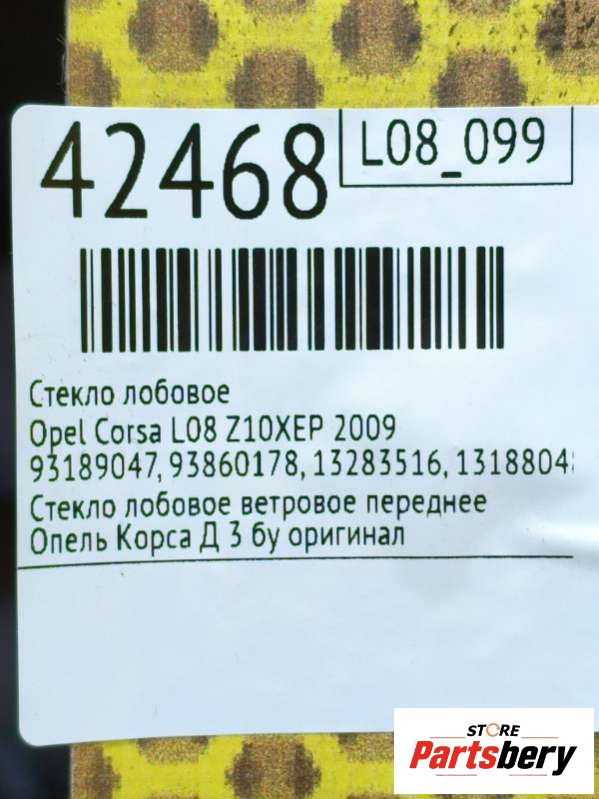 42468
L08_099
Стекло лобовое
Opel Corsa L08 Z10XEP 2009
93189047, 93860178, 13283516, 1318804
Стекло лобовое ветровое переднее
Опель Корса Д 3 бу оригинал
STORE
Partsbery